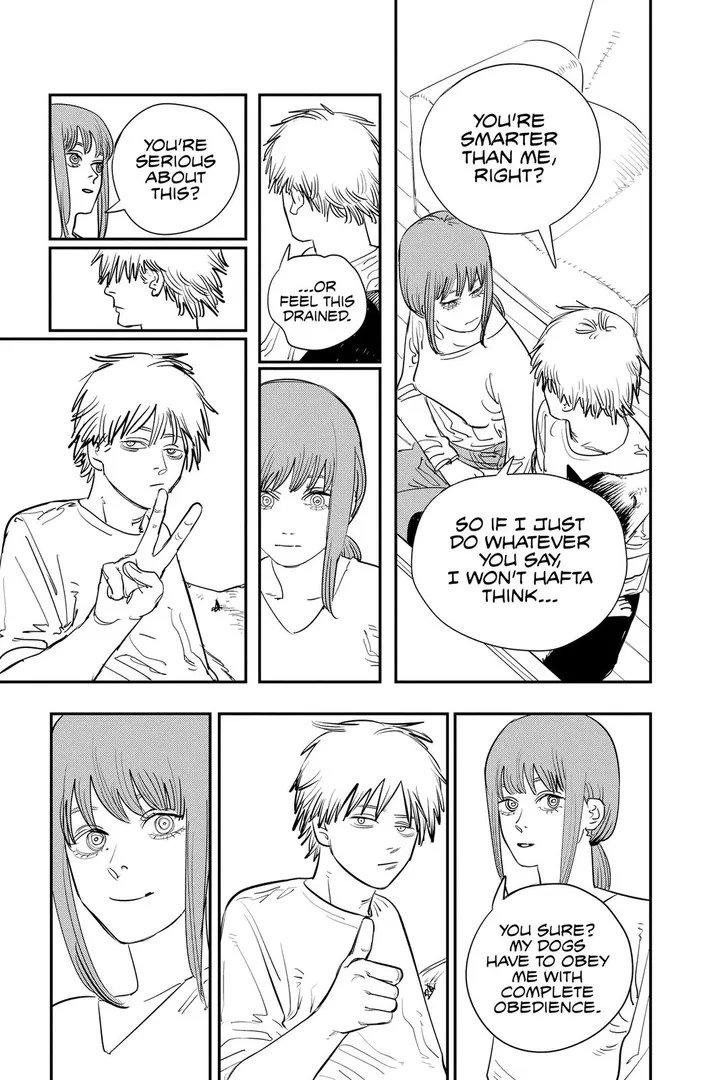 YOU'RE
SMARTER
THAN ME,
RIGHT?
SO IF I JUST
DO WHATEVER
YOU SAY,
I WON'T HAFTA
THINK...
...OR
FEEL THIS
DRAINED.
YOU'RE
SERIOUS
ABOUT
THIS?
YOU SURE?
MY DOGS
HAVE TO OBEY
ME WITH
COMPLETE
OBEDIENCE.